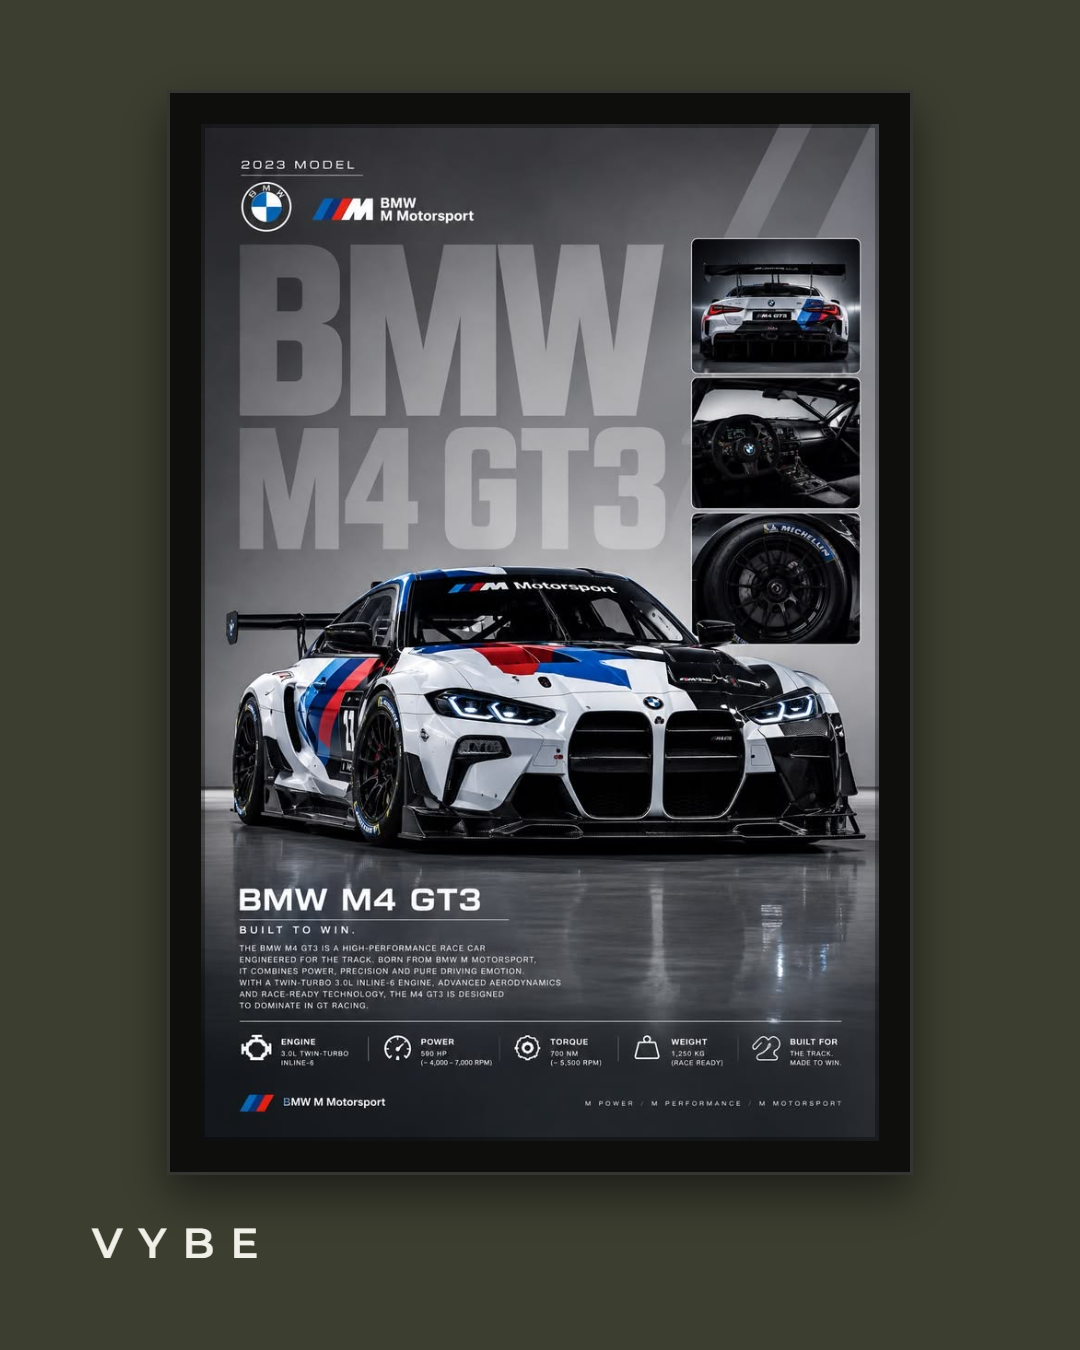 2023 MODEL
BMW
BMW
M Motorsport
BMW
M4 GT3
M4 GT3
MICHELIN
M Motorsport
BMW M4 GT3
BUILT TO WIN.
THE BMW M4 GT3 IS A HIGH-PERFORMANCE RACE CAR
ENGINEERED FOR THE TRACK. BORN FROM BMW M MOTORSPORT,
IT COMBINES POWER, PRECISION AND PURE DRIVING EMOTION.
WITH A TWIN-TURBO 3.0L INLINE-6 ENGINE, ADVANCED AERODYNAMICS
AND RACE-READY TECHNOLOGY, THE M4 GT3 IS DESIGNED
TO DOMINATE IN GT RACING.
ENGINE
3.0L TWIN-TURBO
INLINE-6
POWER
590 HP
(~ 4,000 – 7,000 RPM)
TORQUE
700 NM
(~ 5,500 RPM)
WEIGHT
1,250 KG
(RACE READY)
BUILT FOR
THE TRACK.
MADE TO WIN.
BMW M Motorsport
M POWER / M PERFORMANCE / M MOTORSPORT
VYBE